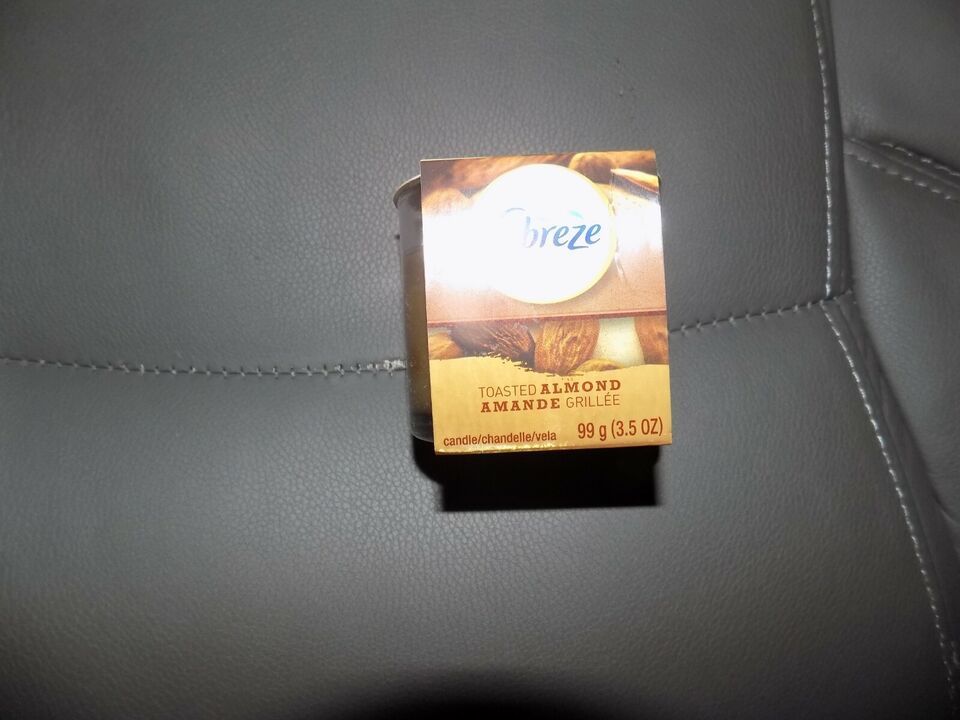 breze
TOASTED ALMOND
AMANDE GRILLÉE
candle/chandelle/vela 99 g (3.5 OZ)